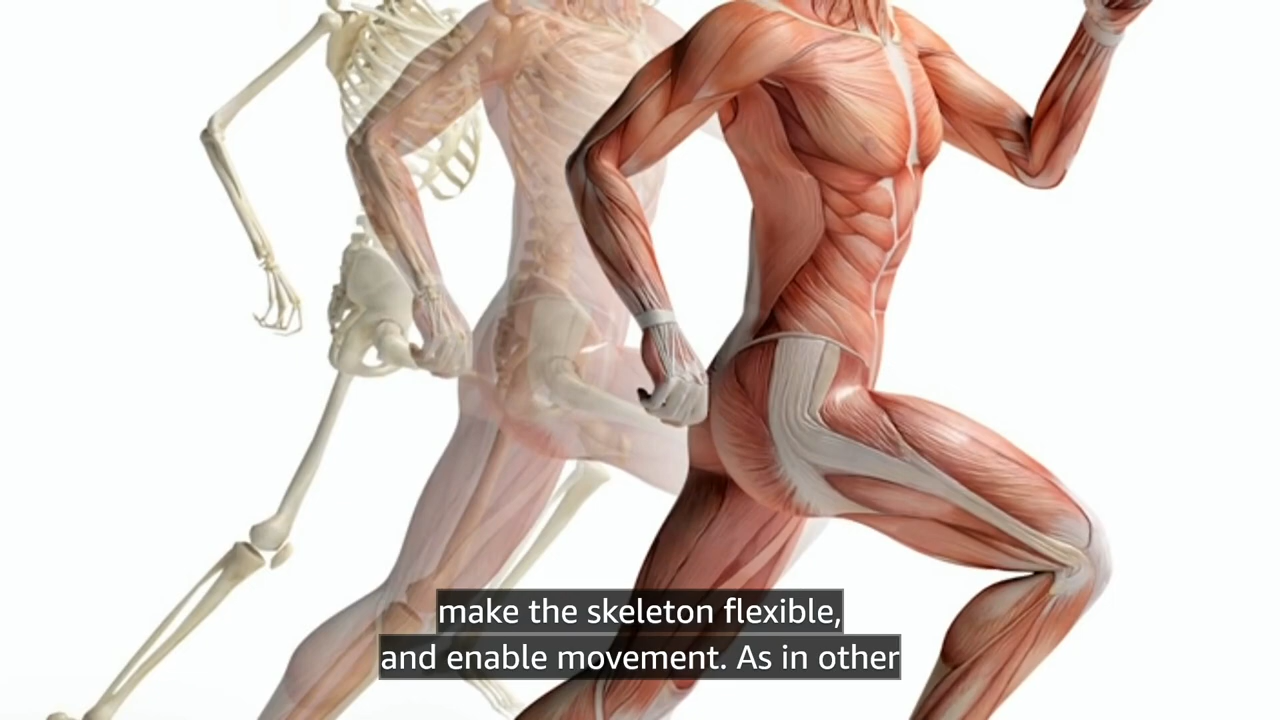 make the skeleton flexible,
and enable movement. As in other